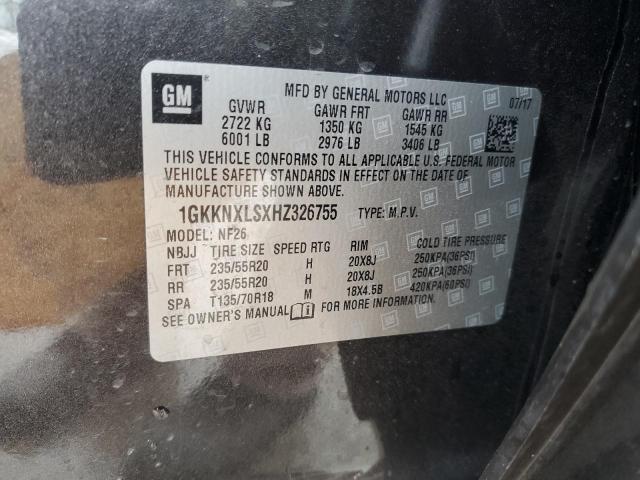 GM
MFD BY GENERAL MOTORS LLC 07/17
GVWR GAWR FRT GAWR RR
2722 KG 1350 KG 1545 KG
6001 LB 2976 LB 3406 LB
THIS VEHICLE CONFORMS TO ALL APPLICABLE U.S. FEDERAL MOTOR
VEHICLE SAFETY STANDARDS IN EFFECT ON THE DATE OF
MANUFACTURE SHOWN ABOVE.
1GKKNXLSXHZ326755 TYPE: M.P.V.
MODEL: NF26
NBJJ TIRE SIZE SPEED RTG RIM COLD TIRE PRESSURE
FRT 235/55R20 H 20X8J 250KPA(36PSI)
RR 235/55R20 H 20X8J 250KPA(36PSI)
SPA T135/70R18 M 18X4.5B 420KPA(60PSI)
SEE OWNER'S MANUAL FOR MORE INFORMATION.